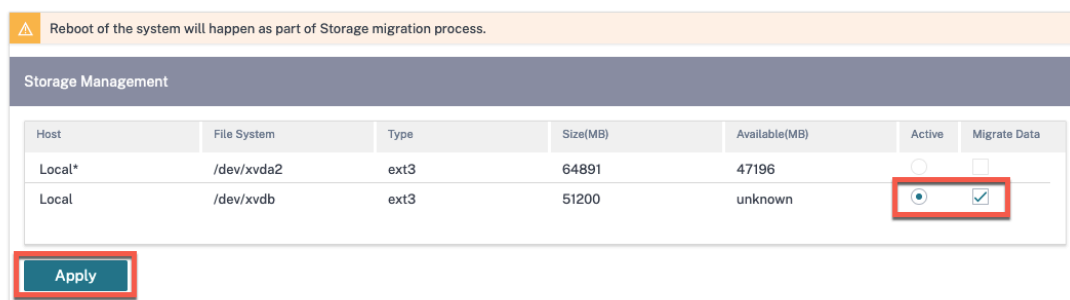 Reboot of the system will happen as part of Storage migration process.
Storage Management
Host File System Type Size(MB) Available(MB) Active Migrate Data
Local* /dev/xvda2 ext3 64891 47196
Local /dev/xvdb ext3 51200 unknown
Apply